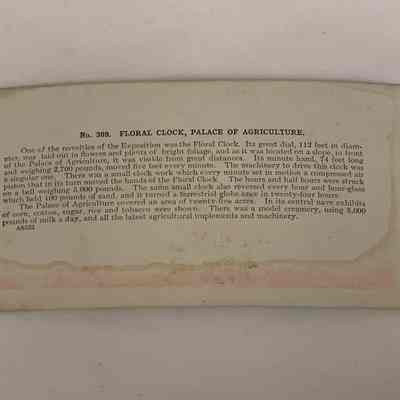 No. 309. FLORAL CLOCK, PALACE OF AGRICULTURE.
One of the novelties of the Exposition was the Floral Clock. Its great dial, 112 feet in diam-
eter, was laid out in flowers and plants of bright foliage, and as it was located on a slope, in front
of the Palace of Agriculture, it was visible from great distances. Its minute hand, 74 feet long
and weighing 2,700 pounds, moved five feet every minute. The machinery to drive this clock was
a singular one. There was a small clock work which every minute set in motion a compressed air
piston that in its turn moved the hands of the Floral Clock. The hours and half hours were struck
on a bell weighing 5,000 pounds. The same small clock also reversed every hour and hour-glass
which held 100 pounds of sand, and it turned a terrestrial globe once in twenty-four hours.
The Palace of Agriculture covered an area of twenty-five acres. In its central nave exhibits
of corn, cotton, sugar, rice and tobacco were shown. There was a model creamery, using 5,000
pounds of milk a day, and all the latest agricultural implements and machinery.